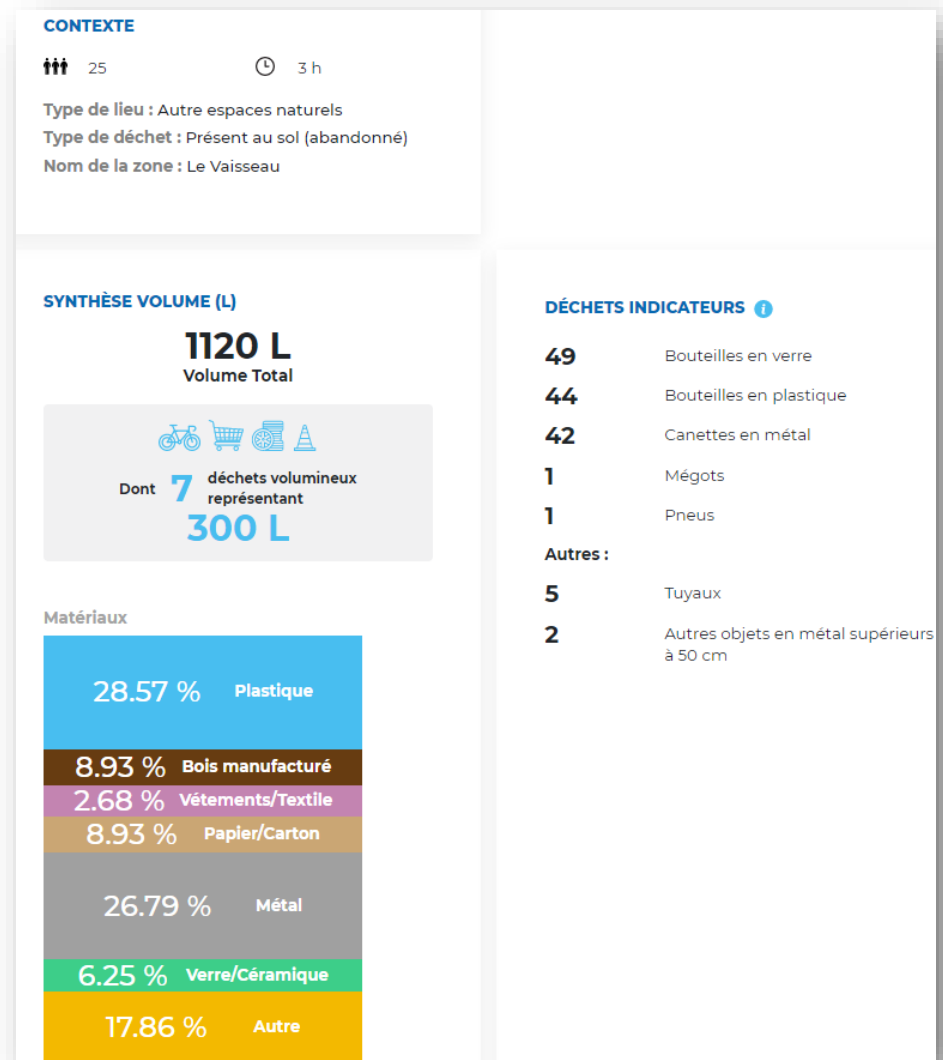 CONTEXTE
25 3 h
Type de lieu : Autre espaces naturels
Type de déchet : Présent au sol (abandonné)
Nom de la zone : Le Vaisseau
SYNTHÈSE VOLUME (L)
1120 L
Volume Total
Dont 7 déchets volumineux
représentant
300 L
Matériaux
28.57 % Plastique
8.93 % Bois manufacturé
2.68 % Vétements/Textile
8.93 % Papier/Carton
26.79 % Métal
6.25 % Verre/Céramique
17.86 % Autre
DÉCHETS INDICATEURS i
49 Bouteilles en verre
44 Bouteilles en plastique
42 Canettes en métal
1 Mégots
1 Pneus
Autres :
5 Tuyaux
2 Autres objets en métal supérieurs
à 50 cm